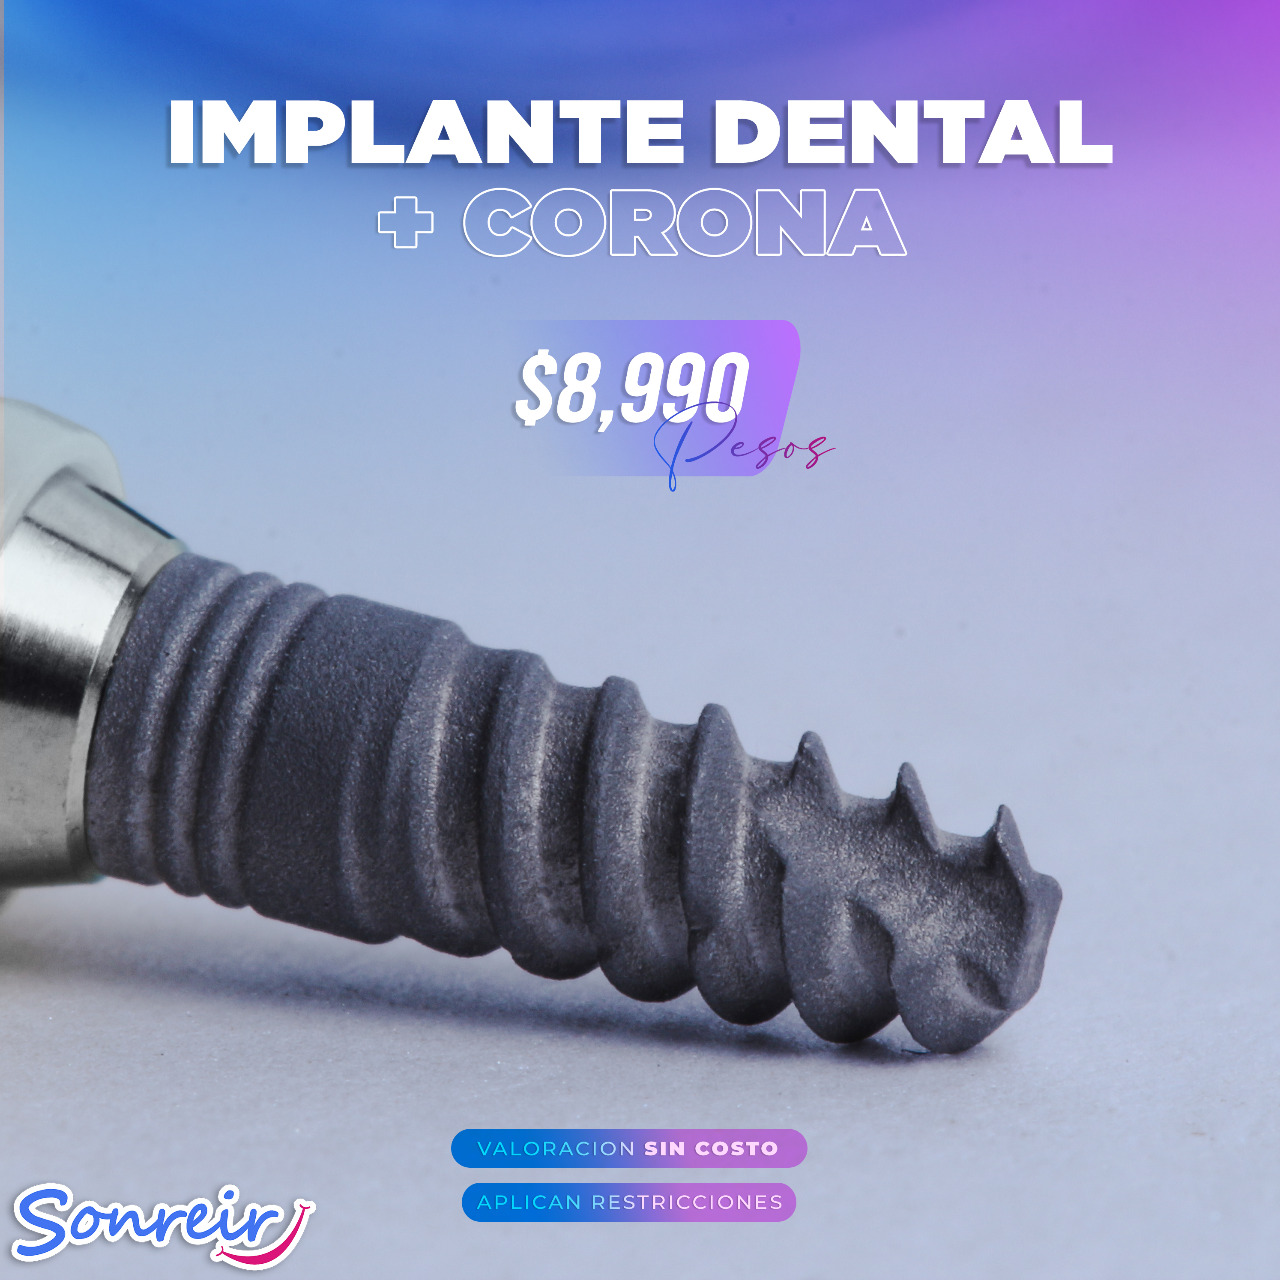 IMPLANTE DENTAL
+ CORONA
$8,990
Pesos
VALORACION SIN COSTO
APLICAN RESTRICCIONES
Sonreir